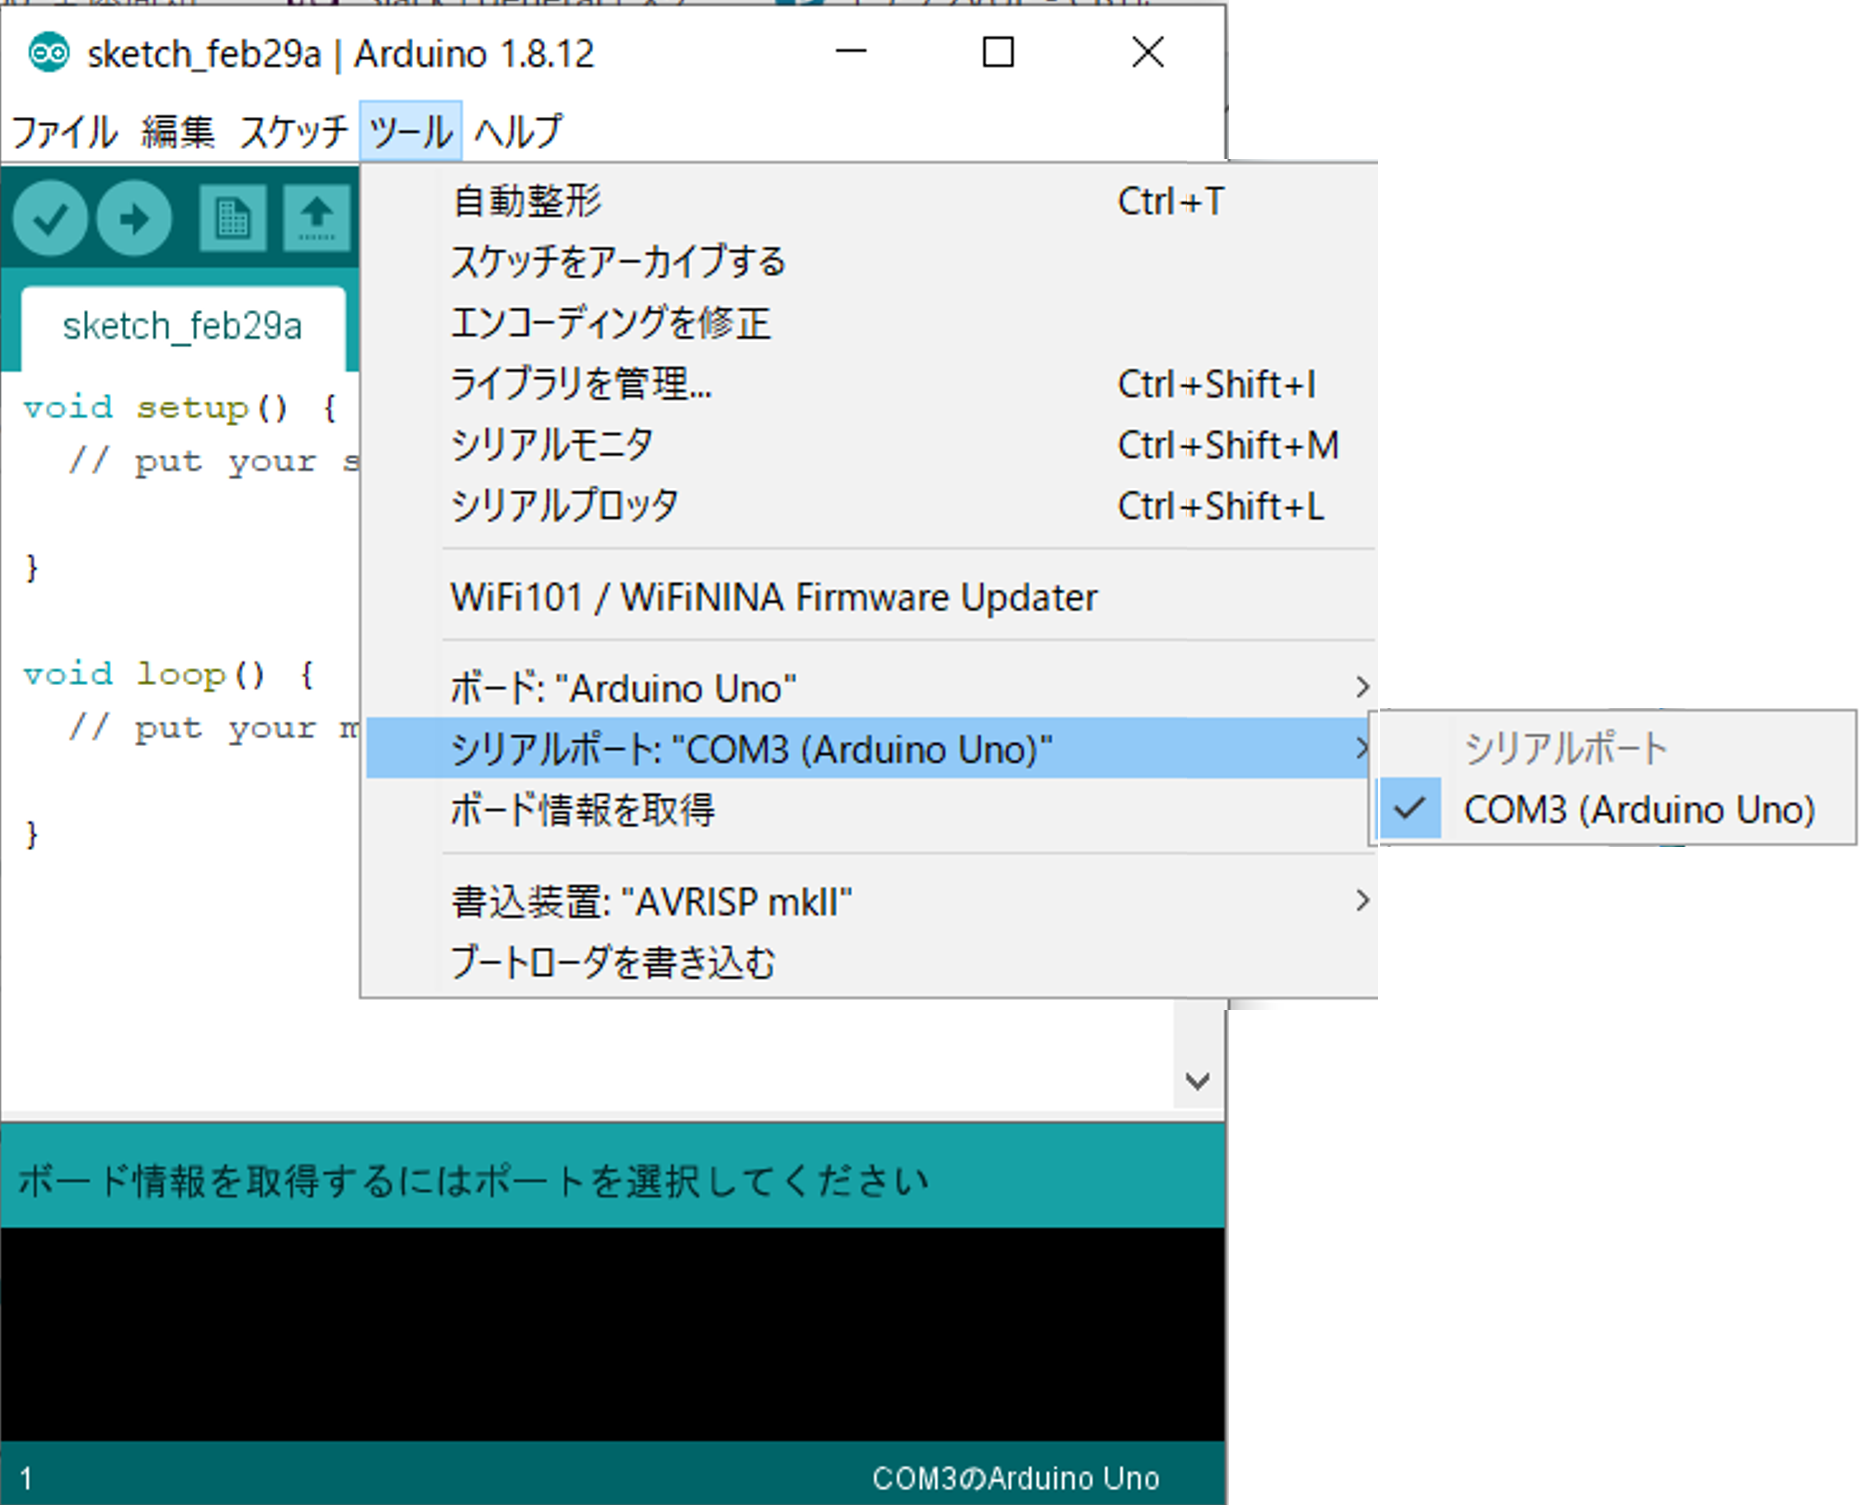 sketch_feb29a | Arduino 1.8.12
ファイル 編集 スケッチ ツール ヘルプ
自動整形 Ctrl+T
スケッチをアーカイブする
エンコーディングを修正
ライブラリを管理... Ctrl+Shift+I
シリアルモニタ Ctrl+Shift+M
シリアルプロッタ Ctrl+Shift+L
WiFi101 / WiFiNINA Firmware Updater
ボード: "Arduino Uno"
シリアルポート: "COM3 (Arduino Uno)"
ボード情報を取得
書込装置: "AVRISP mkII"
ブートローダを書き込む
シリアルポート
COM3 (Arduino Uno)
sketch_feb29a
void setup() {
// put your s
}
void loop() {
// put your m
}
ボード情報を取得するにはポートを選択してください
1 COM3のArduino Uno